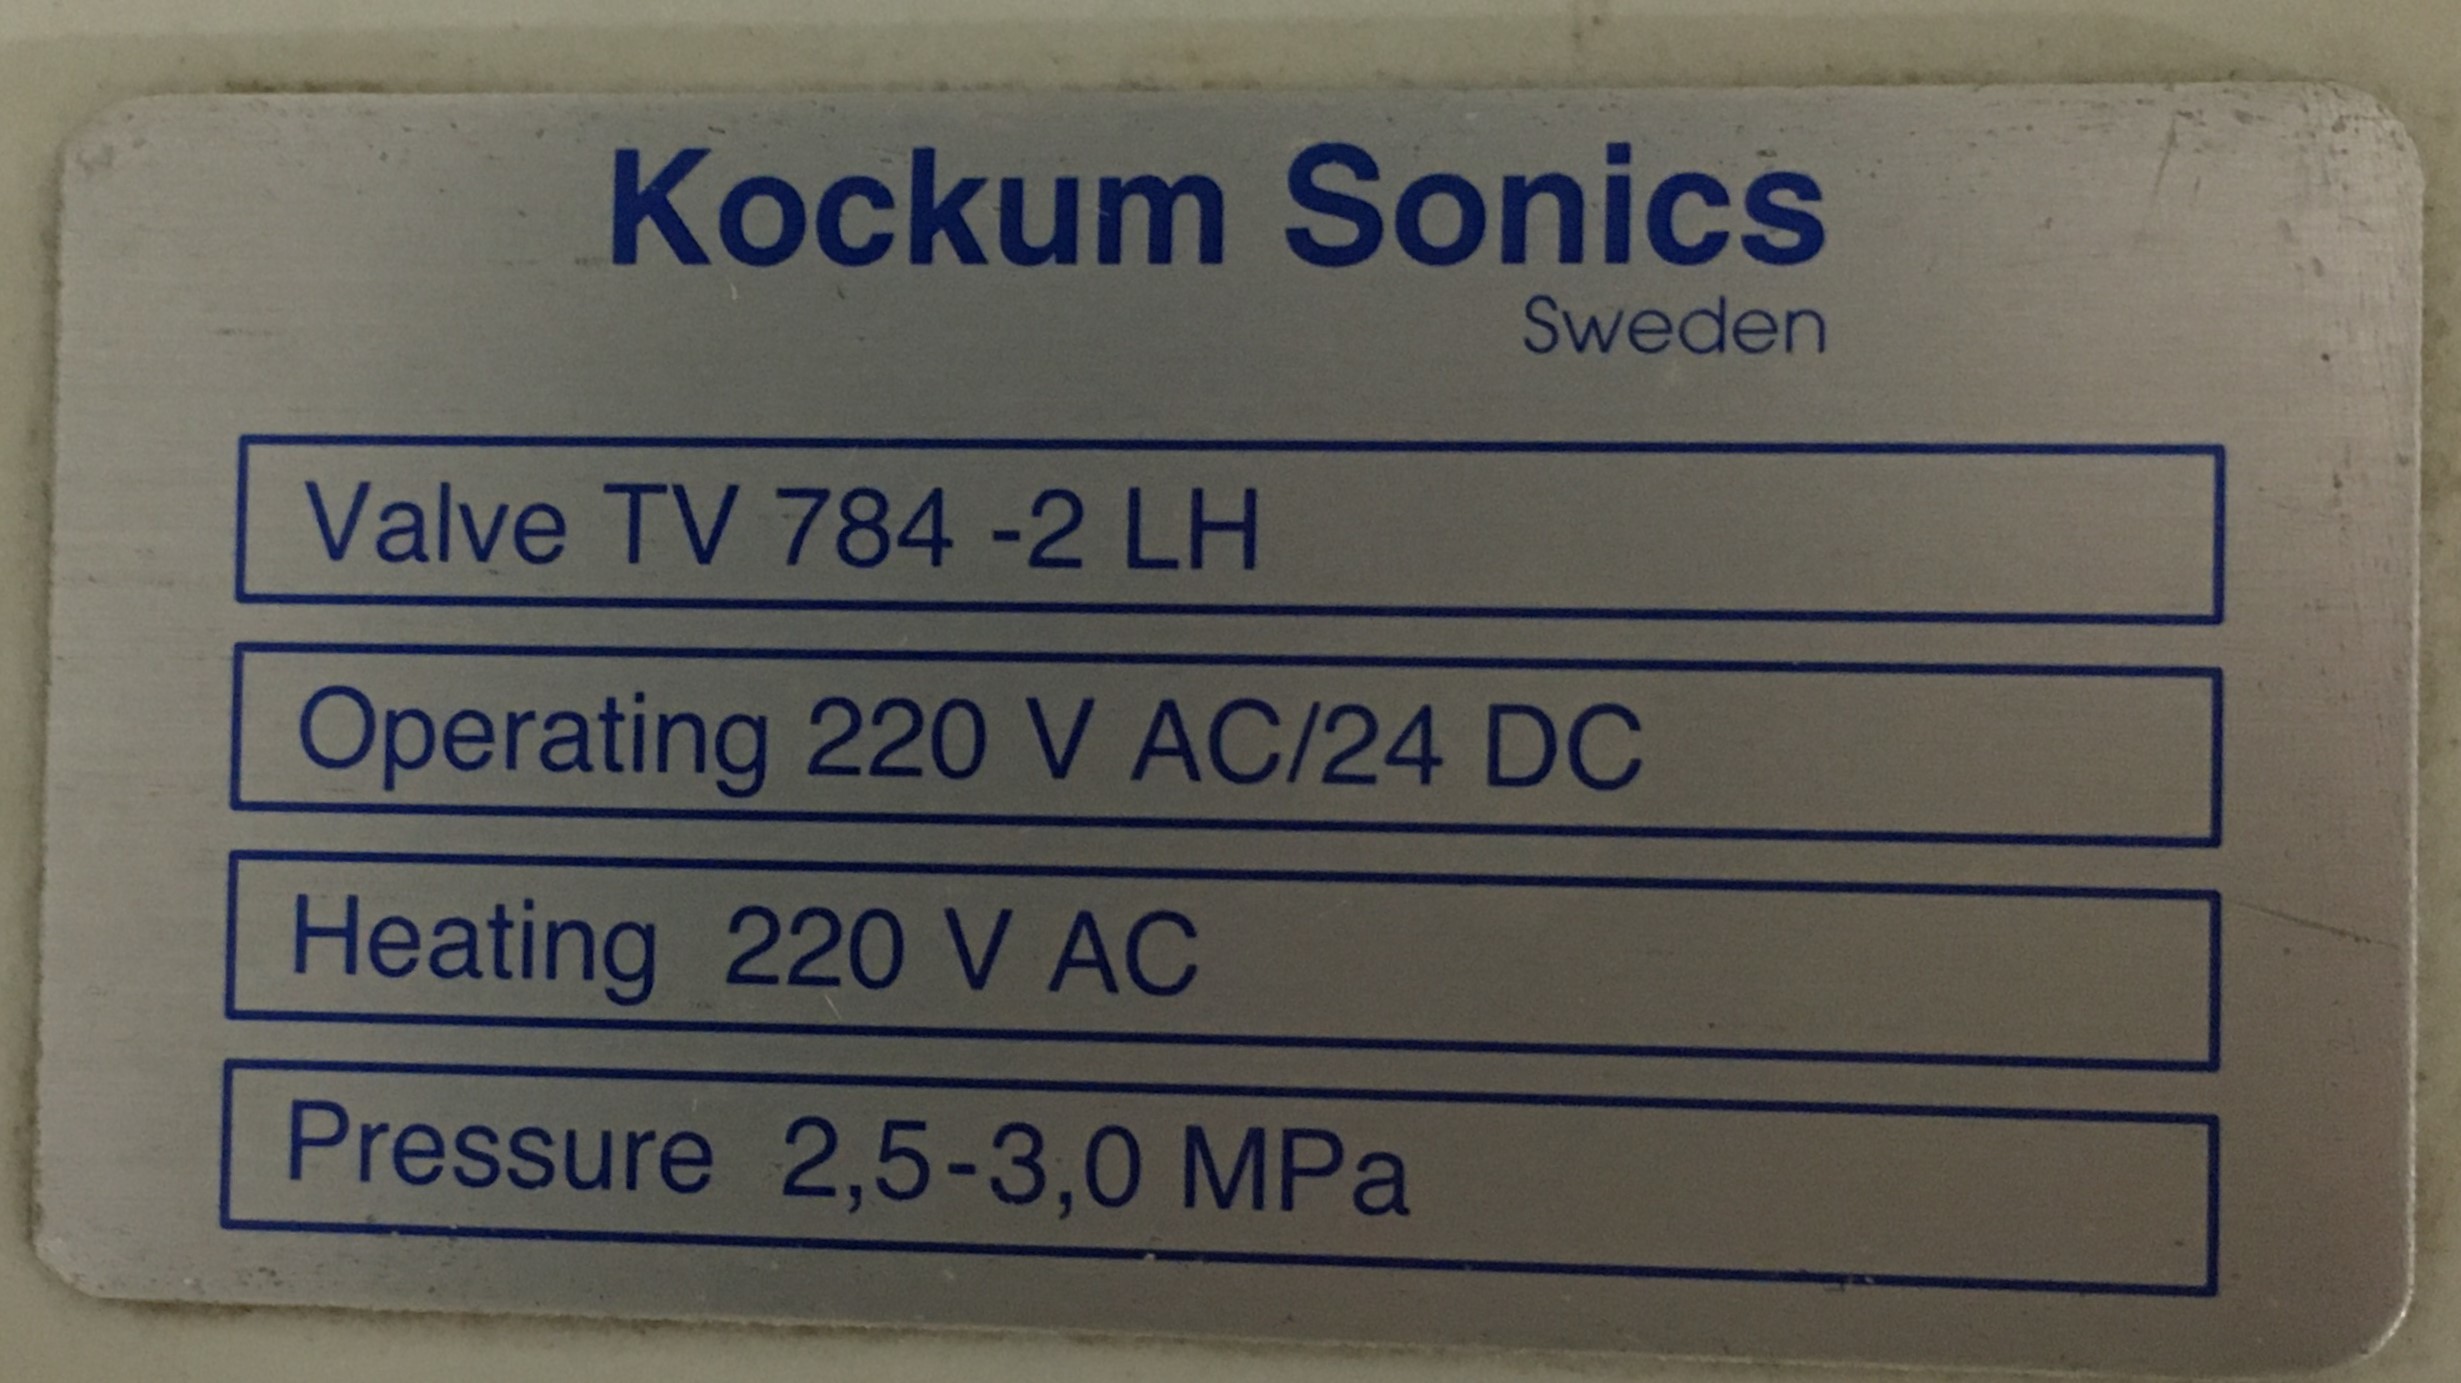 Kockum Sonics
Sweden
Valve TV 784 -2 LH
Operating 220 V AC/24 DC
Heating 220 V AC
Pressure 2,5-3,0 MPa